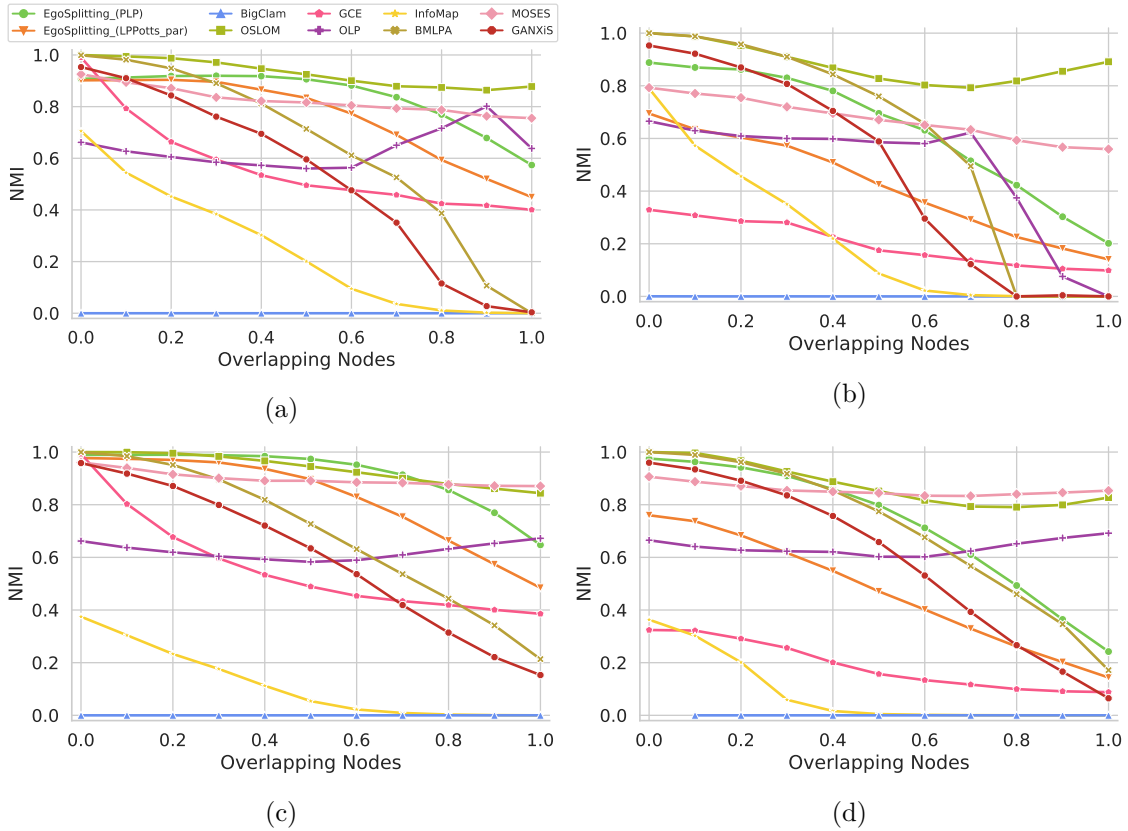 EgoSplitting_(PLP) BigClam GCE InfoMap MOSES
EgoSplitting_(LPPotts_par) OSLOM OLP BMLPA GANXiS
1.0
0.8
0.6
0.4
0.2
0.0
NMI
0.0 0.2 0.4 0.6 0.8 1.0
Overlapping Nodes
(a)
1.0
0.8
0.6
0.4
0.2
0.0
NMI
0.0 0.2 0.4 0.6 0.8 1.0
Overlapping Nodes
(b)
1.0
0.8
0.6
0.4
0.2
0.0
NMI
0.0 0.2 0.4 0.6 0.8 1.0
Overlapping Nodes
(c)
1.0
0.8
0.6
0.4
0.2
0.0
NMI
0.0 0.2 0.4 0.6 0.8 1.0
Overlapping Nodes
(d)